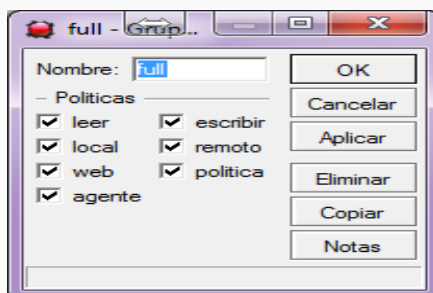 full - Grup...
Nombre: full
OK
Politicas
Cancelar
leer escribir
Aplicar
local remoto
web politica
Eliminar
agente
Copiar
Notas